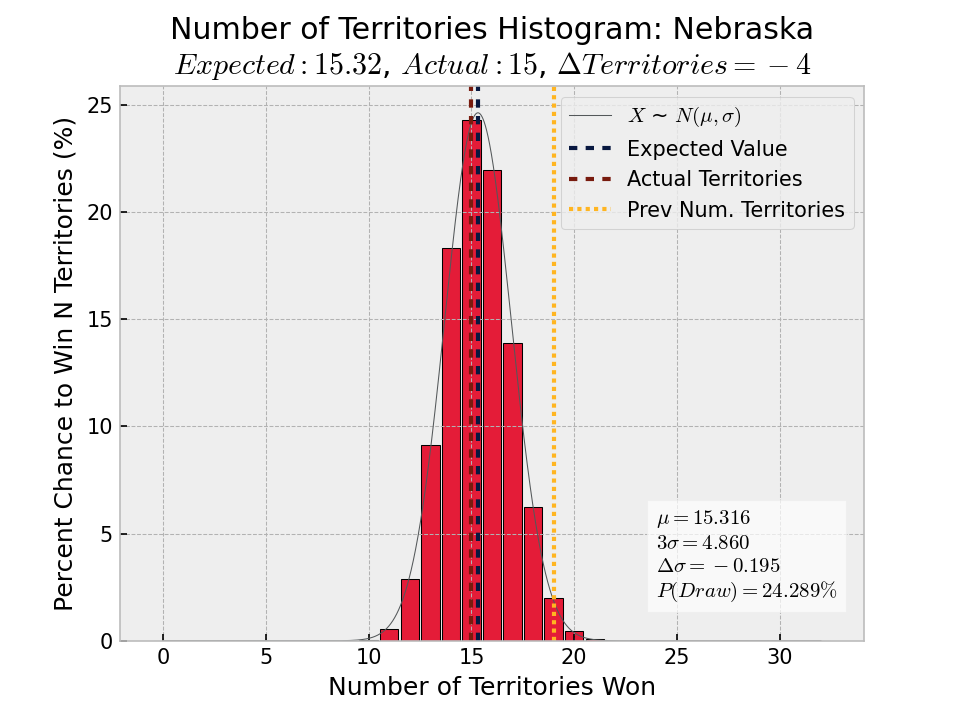 Number of Territories Histogram: Nebraska
Expected : 15.32, Actual : 15, ΔTerritories = −4
Percent Chance to Win N Territories (%)
25
20
15
10
5
0
X ~ N(μ, σ)
Expected Value
Actual Territories
Prev Num. Territories
μ = 15.316
3σ = 4.860
Δσ = −0.195
P(Draw) = 24.289%
0 5 10 15 20 25 30
Number of Territories Won